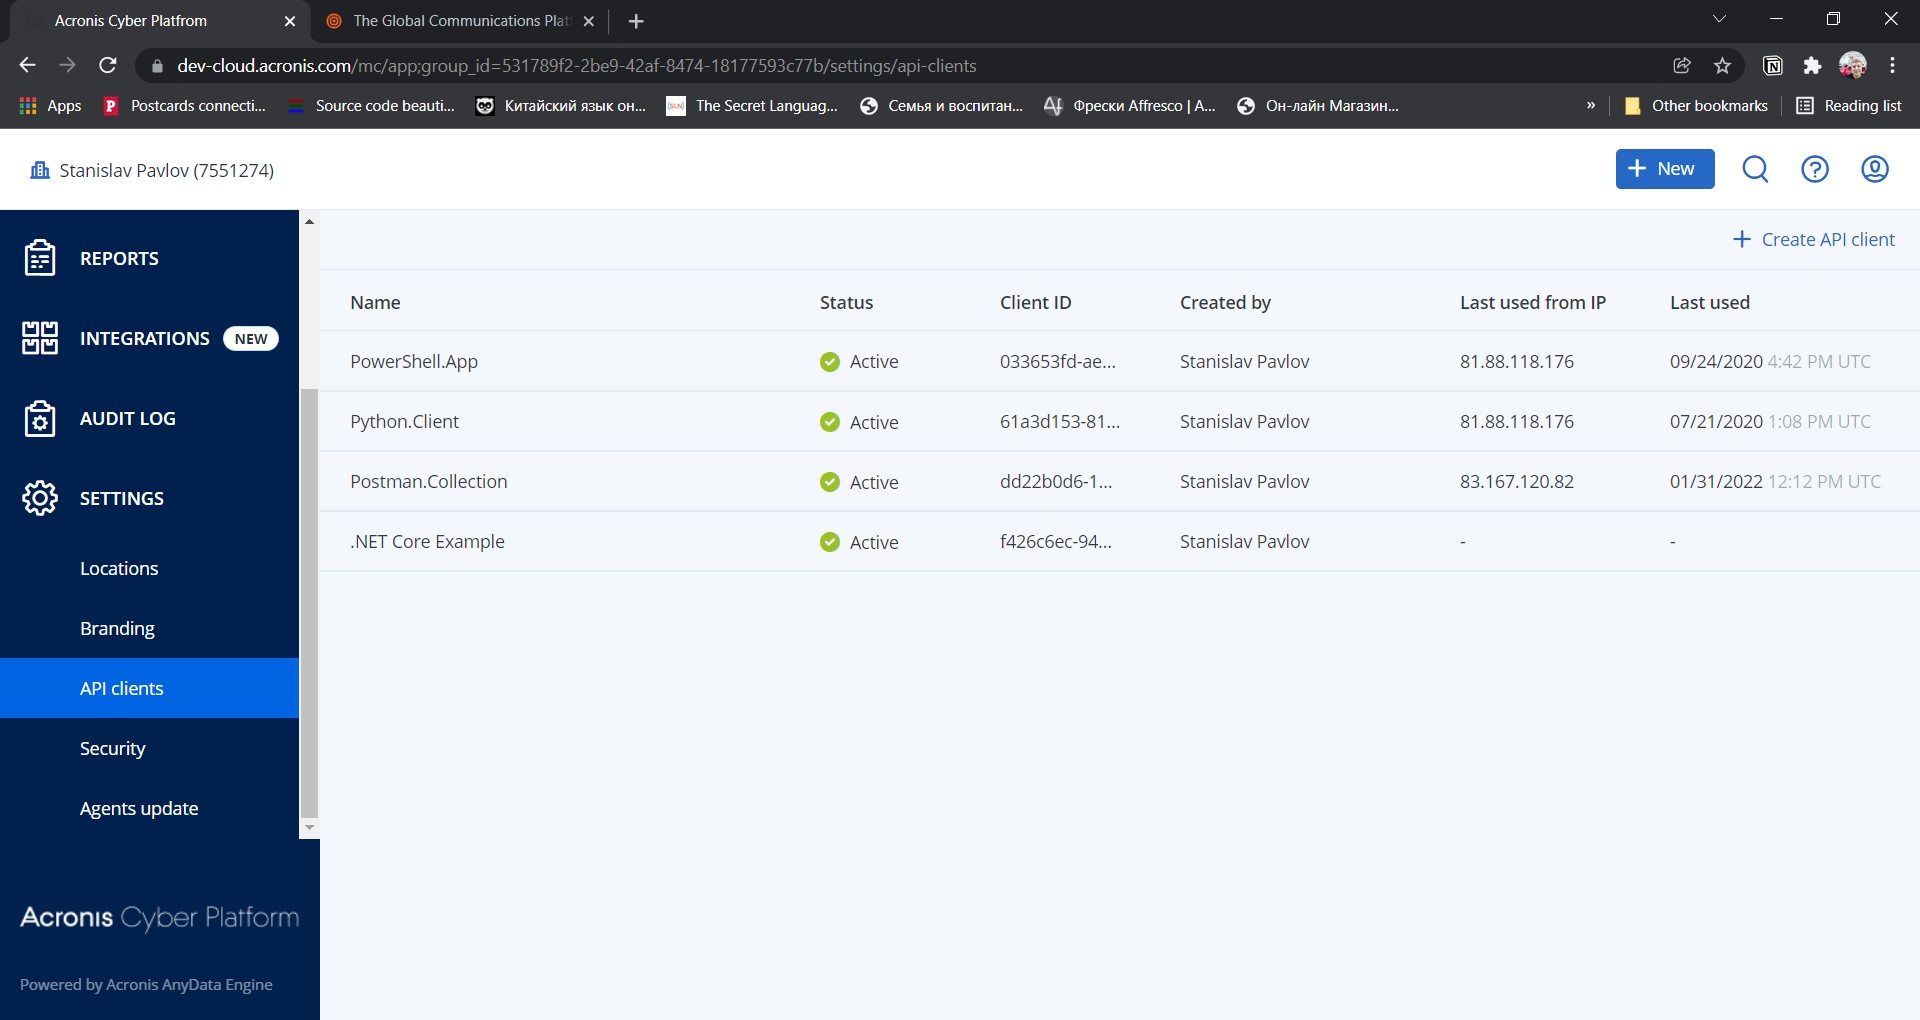 Acronis Cyber Platfrom
The Global Communications Plat
dev-cloud.acronis.com/mc/app;group_id=531789f2-2be9-42af-8474-18177593c77b/settings/api-clients
Apps
Postcards connecti...
Source code beauti...
Китайский язык он...
The Secret Languag...
Семья и воспитан...
Фрески Affresco | A...
Он-лайн Магазин...
»
Other bookmarks
Reading list
Stanislav Pavlov (7551274)
+ New
REPORTS
INTEGRATIONS NEW
AUDIT LOG
SETTINGS
Locations
Branding
API clients
Security
Agents update
Acronis Cyber Platform
Powered by Acronis AnyData Engine
+ Create API client
Name Status Client ID Created by Last used from IP Last used
PowerShell.App Active 033653fd-ae... Stanislav Pavlov 81.88.118.176 09/24/2020 4:42 PM UTC
Python.Client Active 61a3d153-81... Stanislav Pavlov 81.88.118.176 07/21/2020 1:08 PM UTC
Postman.Collection Active dd22b0d6-1... Stanislav Pavlov 83.167.120.82 01/31/2022 12:12 PM UTC
.NET Core Example Active f426c6ec-94... Stanislav Pavlov - -